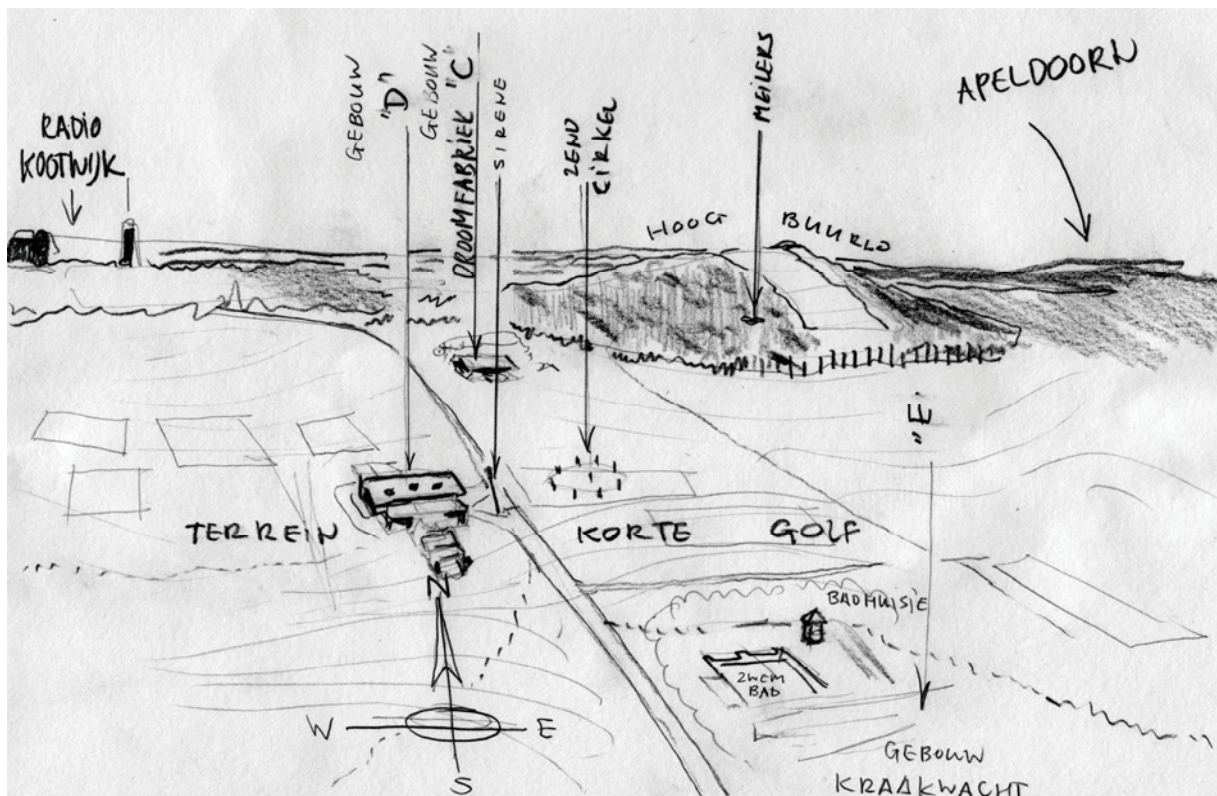 RADIO
KOOTWIJK
GEBOUW
"D"
GEBOUW
"C"
DROOMFABRIEK
SIRENE
ZEND
CIRKEL
MEILERS
APELDOORN
HOOG BUURLO
"E"
TERREIN KORTE GOLF
BADHUISJE
ZWEM
BAD
N
W E
S
GEBOUW
KRAAKWACHT